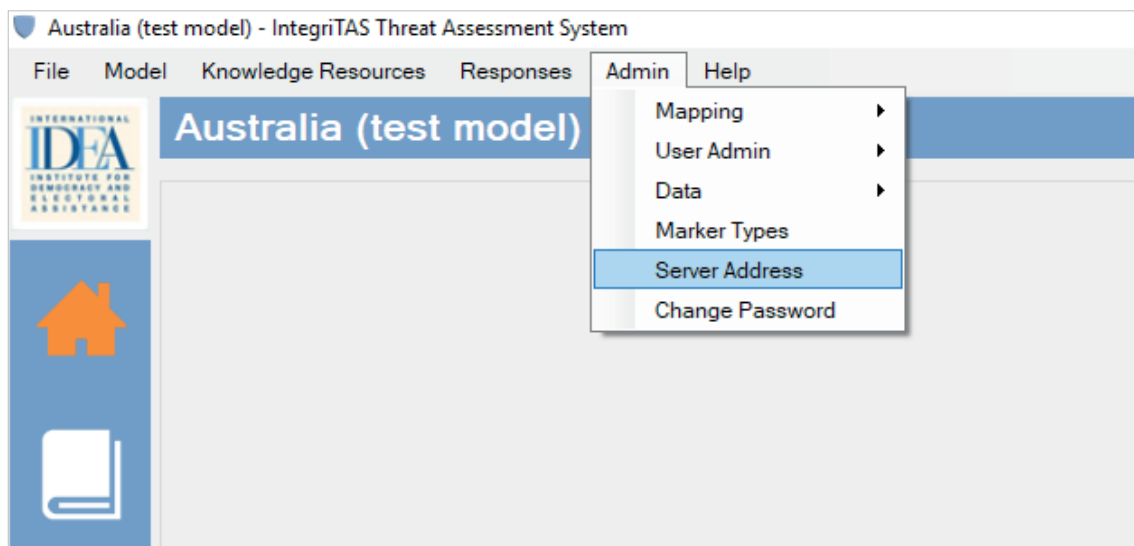 Australia (test model) - IntegriTAS Threat Assessment System
File Model Knowledge Resources Responses Admin Help
INTERNATIONAL
IDEA
INSTITUTE FOR
DEMOCRACY AND
ELECTORAL
ASSISTANCE
Australia (test model)
Mapping
User Admin
Data
Marker Types
Server Address
Change Password